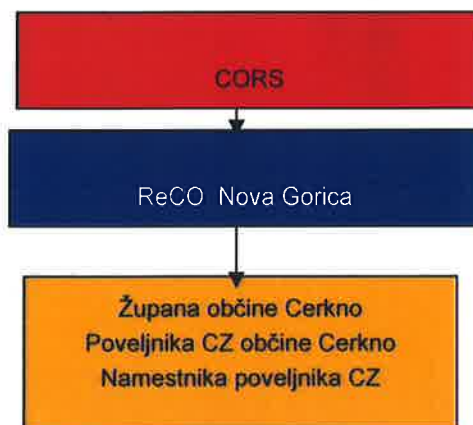 CORS
ReCO Nova Gorica
Župana občine Cerkno
Poveljnika CZ občine Cerkno
Namestnika poveljnika CZ